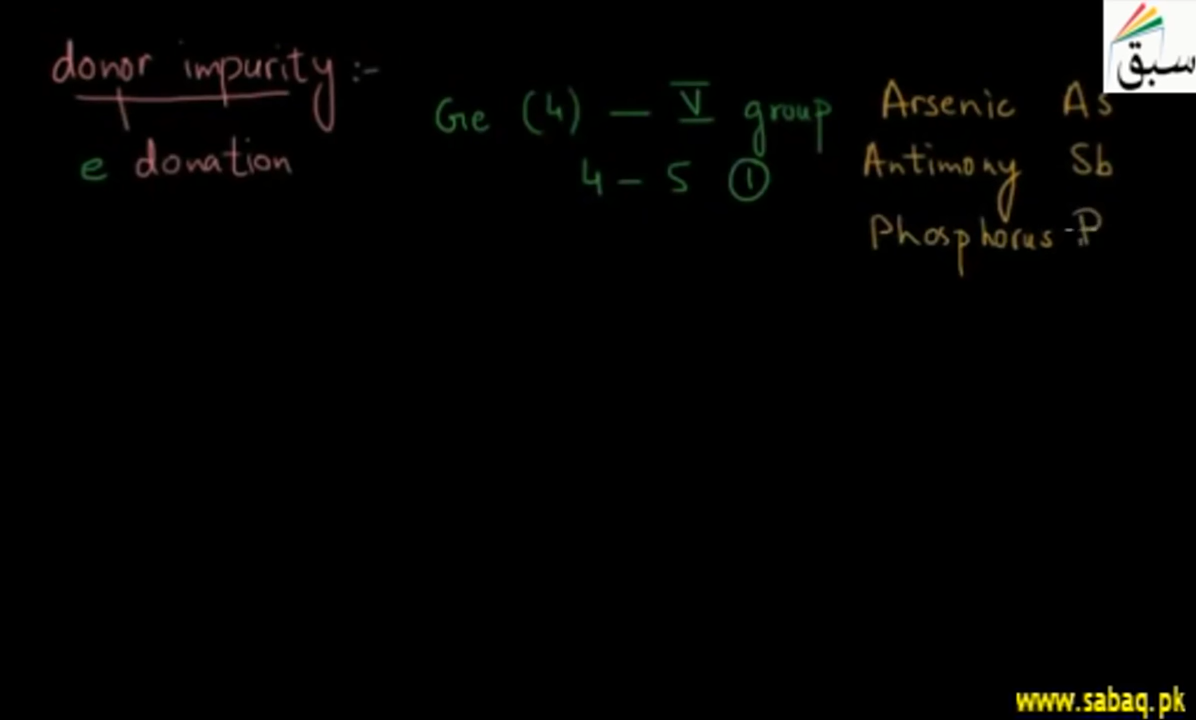 donor impurity :-
e donation
Ge (4) — V group
4 - 5 ①
Arsenic As
Antimony Sb
Phosphorus - P
سبق
www.sabaq.pk